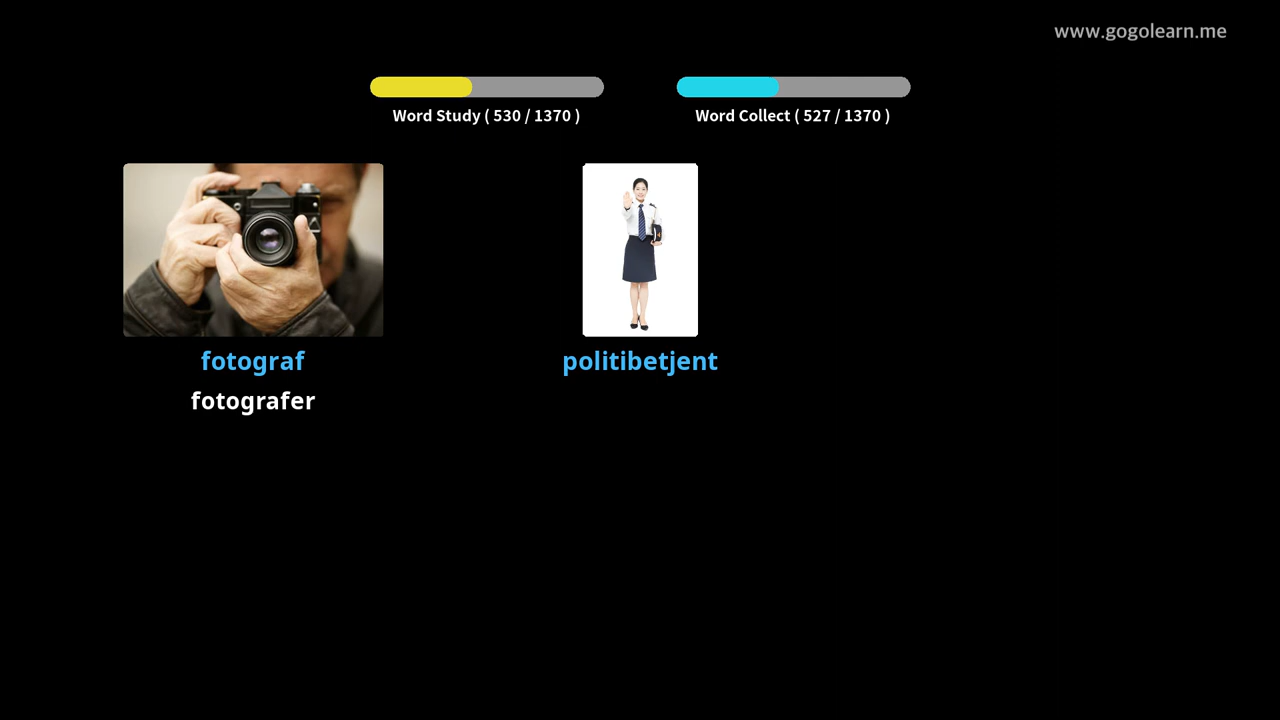 www.gogolearn.me
Word Study ( 530 / 1370 )
Word Collect ( 527 / 1370 )
fotograf
fotografer
politibetjent